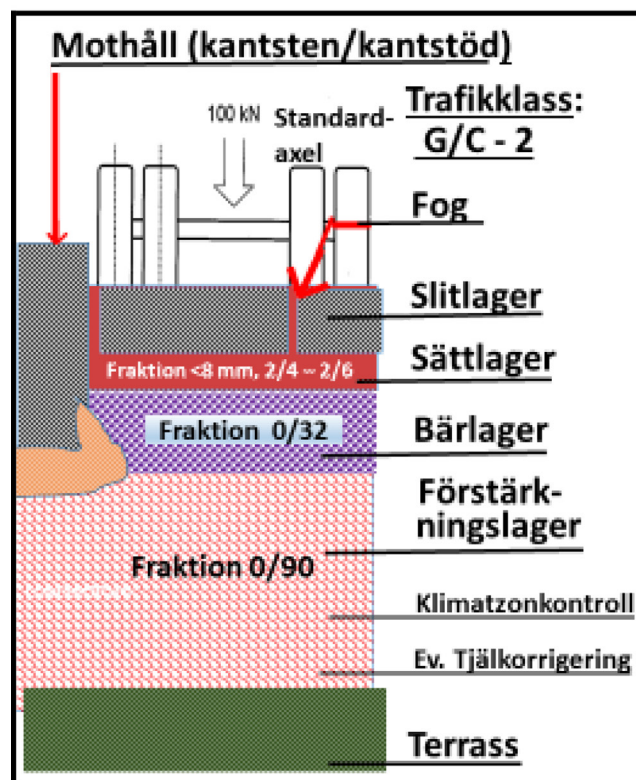 Mothåll (kantsten/kantstöd)
100 kN
Standard-
axel
Trafikklass:
G/C - 2
Fog
Slitlager
Fraktion <8 mm, 2/4 – 2/6
Sättlager
Fraktion 0/32
Bärlager
Förstärk-
ningslager
Fraktion 0/90
Klimatzonkontroll
Ev. Tjälkorrigering
Terrass